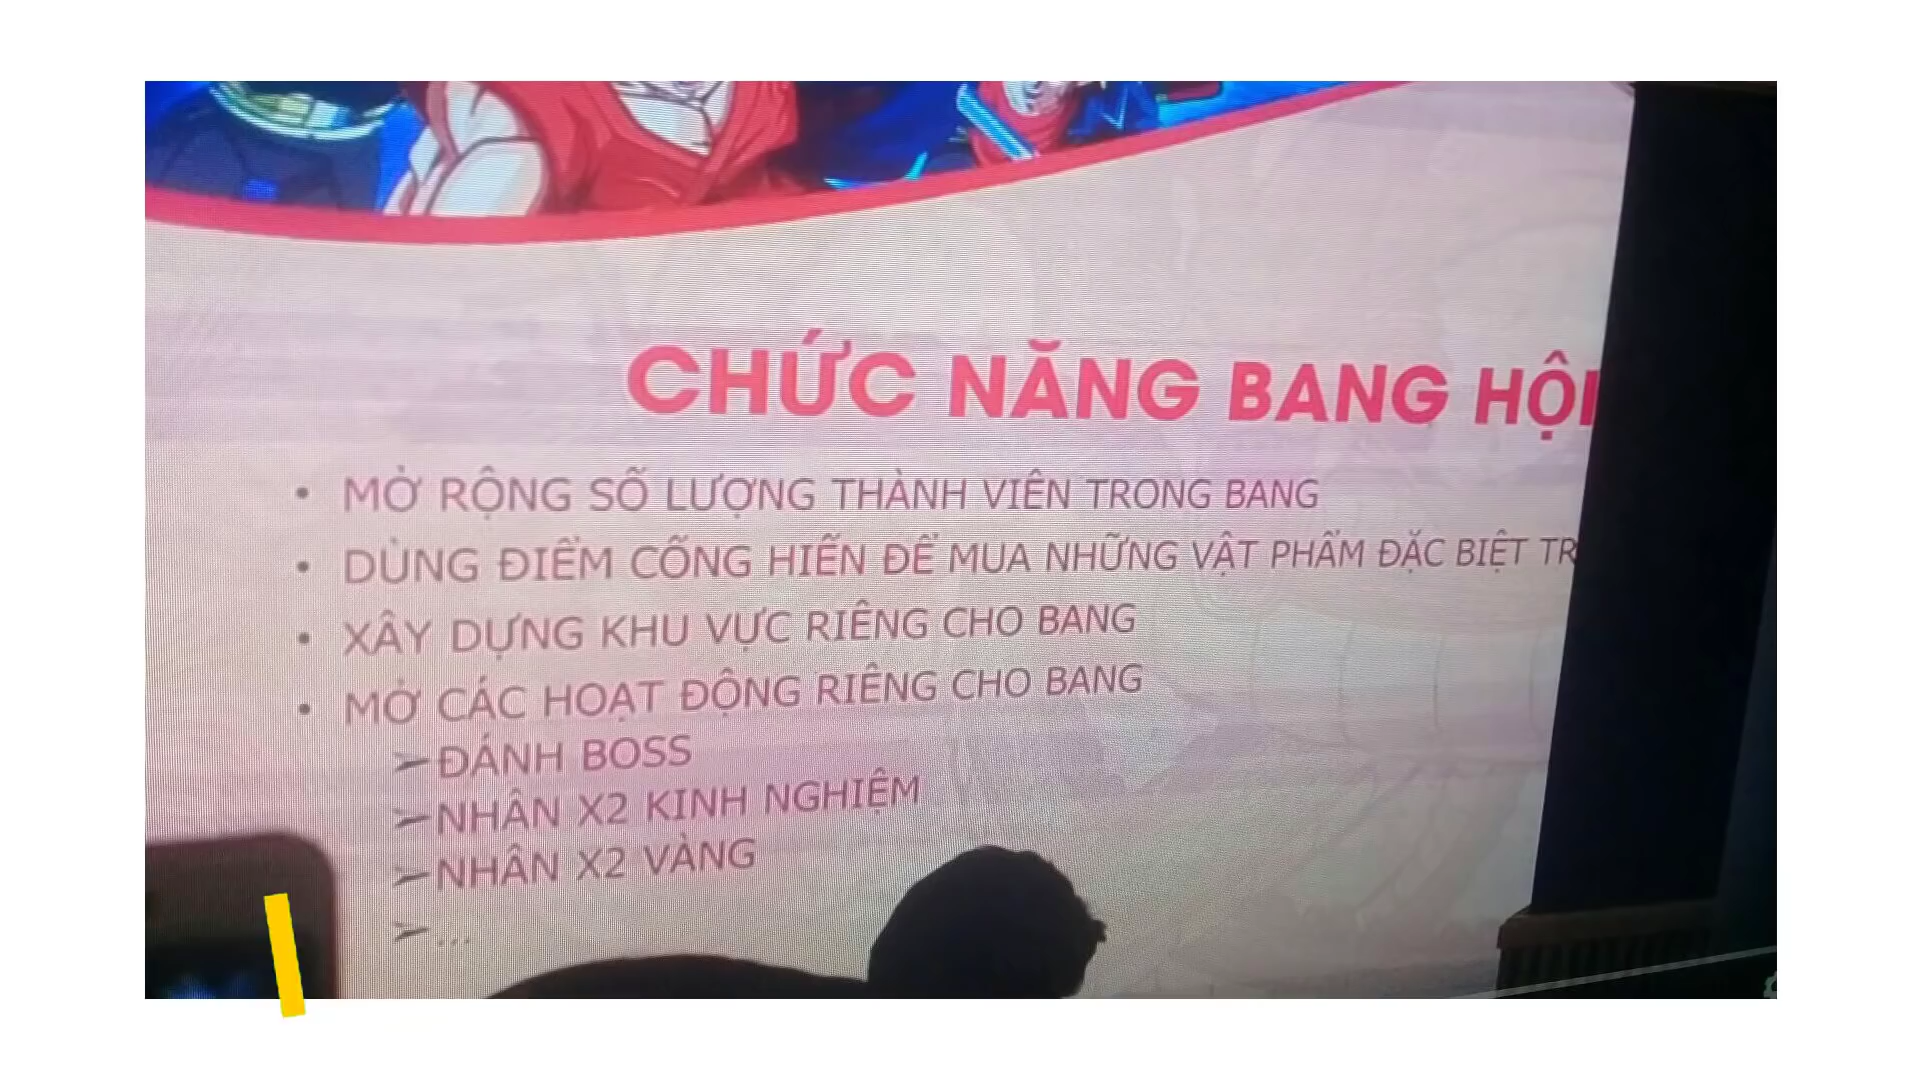 CHỨC NĂNG BANG HỘI
• MỞ RỘNG SỐ LƯỢNG THÀNH VIÊN TRONG BANG
• DÙNG ĐIỂM CỐNG HIẾN ĐỂ MUA NHỮNG VẬT PHẨM ĐẶC BIỆT TR
• XÂY DỰNG KHU VỰC RIÊNG CHO BANG
• MỞ CÁC HOẠT ĐỘNG RIÊNG CHO BANG
➢ĐÁNH BOSS
➢NHÂN X2 KINH NGHIỆM
➢NHÂN X2 VÀNG
➢...